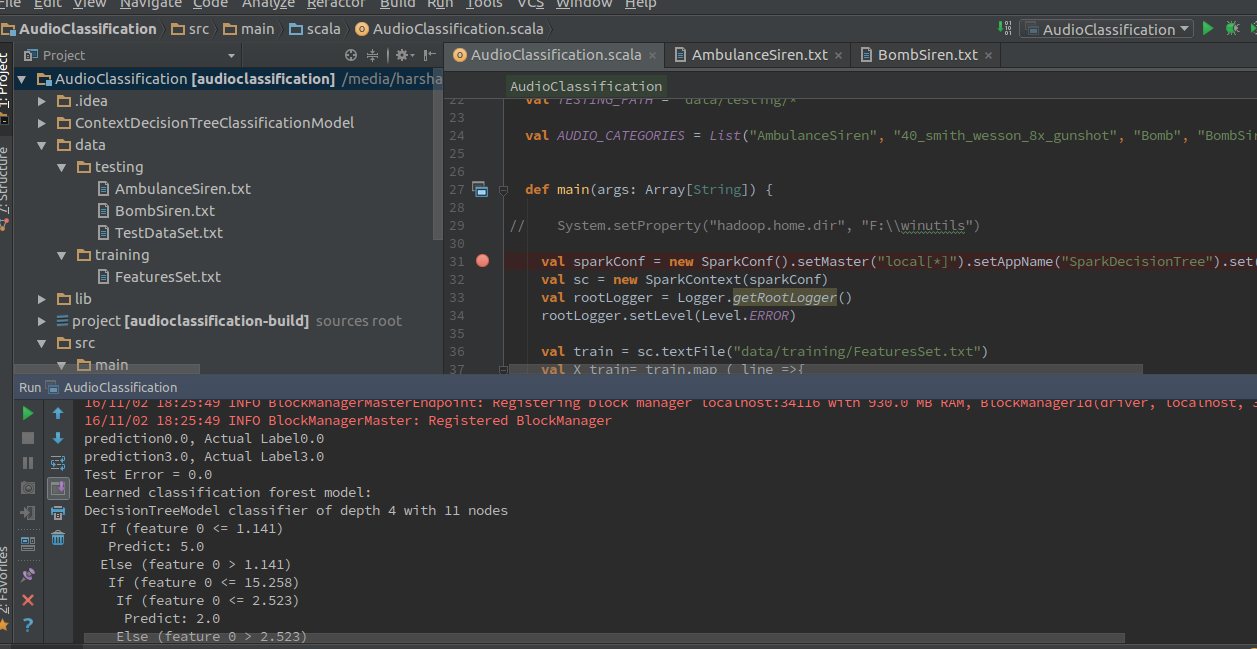 File Edit View Navigate Code Analyze Refactor Build Run Tools VCS Window Help
AudioClassification src main scala AudioClassification.scala AudioClassification
Project AudioClassification.scala AmbulanceSiren.txt BombSiren.txt
1: Project
7: Structure
2: Favorites
AudioClassification [audioclassification] /media/harsha
.idea
ContextDecisionTreeClassificationModel
data
testing
AmbulanceSiren.txt
BombSiren.txt
TestDataSet.txt
training
FeaturesSet.txt
lib
project [audioclassification-build] sources root
src
main
AudioClassification
22 val TESTING_PATH = "data/testing/*"
23
24 val AUDIO_CATEGORIES = List("AmbulanceSiren", "40_smith_wesson_8x_gunshot", "Bomb", "BombSir
25
26
27 def main(args: Array[String]) {
28
29 // System.setProperty("hadoop.home.dir", "F:\\winutils")
30
31 val sparkConf = new SparkConf().setMaster("local[*]").setAppName("SparkDecisionTree").set(
32 val sc = new SparkContext(sparkConf)
33 val rootLogger = Logger.getRootLogger()
34 rootLogger.setLevel(Level.ERROR)
35
36 val train = sc.textFile("data/training/FeaturesSet.txt")
37 val X_train= train.map ( line =>{
Run AudioClassification
16/11/02 18:25:49 INFO BlockManagerMasterEndpoint: Registering block manager localhost:34116 with 930.0 MB RAM, BlockManagerId(driver, localhost, 3
16/11/02 18:25:49 INFO BlockManagerMaster: Registered BlockManager
prediction0.0, Actual Label0.0
prediction3.0, Actual Label3.0
Test Error = 0.0
Learned classification forest model:
DecisionTreeModel classifier of depth 4 with 11 nodes
If (feature 0 <= 1.141)
Predict: 5.0
Else (feature 0 > 1.141)
If (feature 0 <= 15.258)
If (feature 0 <= 2.523)
Predict: 2.0
Else (feature 0 > 2.523)